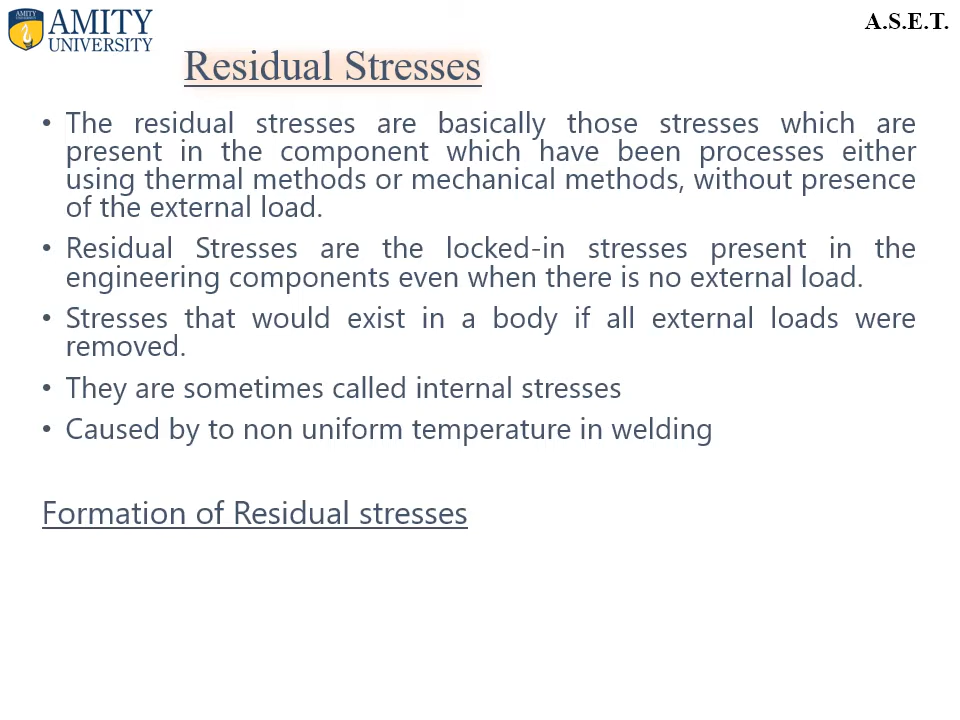 AMITY
UNIVERSITY
A.S.E.T.
Residual Stresses
• The residual stresses are basically those stresses which are
present in the component which have been processes either
using thermal methods or mechanical methods, without presence
of the external load.
• Residual Stresses are the locked-in stresses present in the
engineering components even when there is no external load.
• Stresses that would exist in a body if all external loads were
removed.
• They are sometimes called internal stresses
• Caused by to non uniform temperature in welding
Formation of Residual stresses